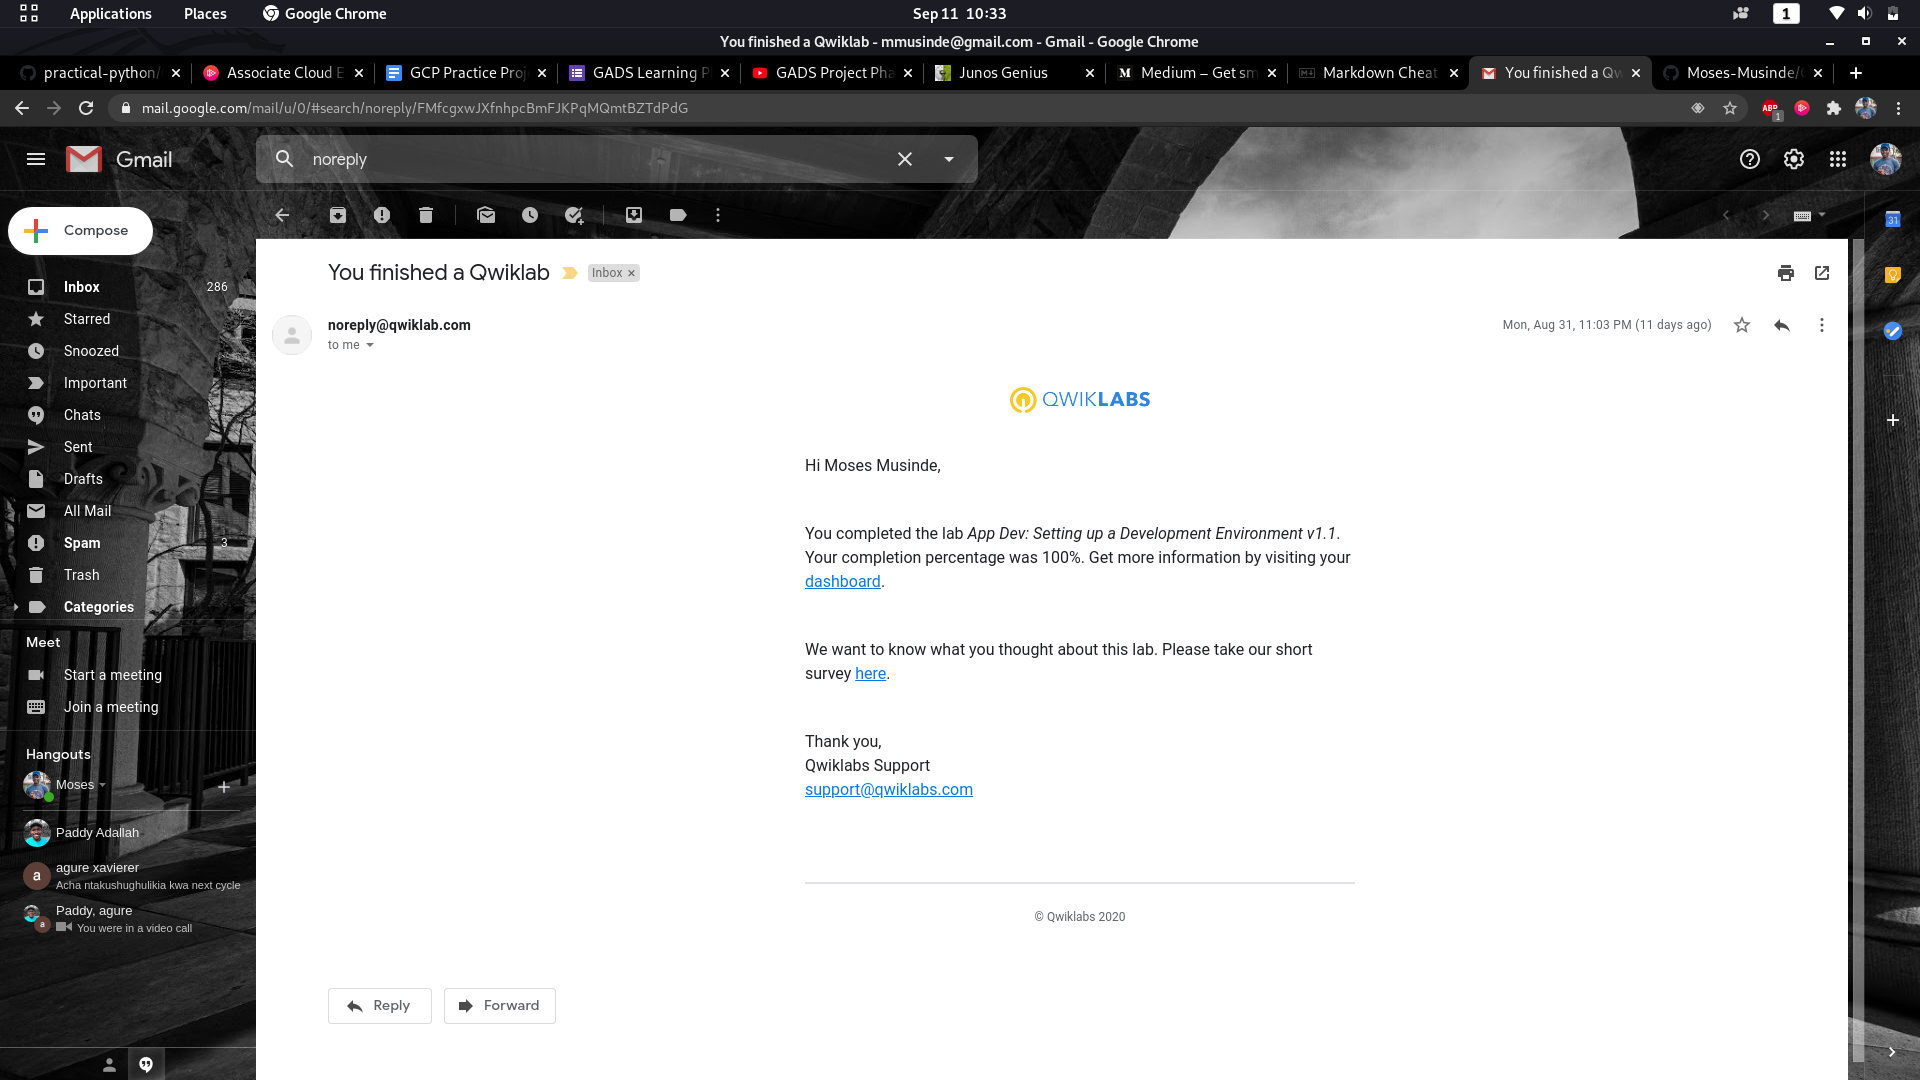 Applications Places Google Chrome Sep 11 10:33 1
You finished a Qwiklab - mmusinde@gmail.com - Gmail - Google Chrome
practical-python/ Associate Cloud E GCP Practice Proj GADS Learning P GADS Project Pha Junos Genius Medium – Get sm Markdown Cheat You finished a Qw Moses-Musinde/
mail.google.com/mail/u/0/#search/noreply/FMfcgxwJXfnhpcBmFJKPqMQmtBZTdPdG ABP 1
Gmail noreply
Compose
31
You finished a Qwiklab Inbox
Inbox 286
Starred
Snoozed
Important
Chats
Sent
Drafts
All Mail
Spam 3
Trash
Categories
Meet
Start a meeting
Join a meeting
Hangouts
Moses
Paddy Adallah
a agure xavierer
Acha ntakushughulikia kwa next cycle
Paddy, agure
a You were in a video call
noreply@qwiklab.com Mon, Aug 31, 11:03 PM (11 days ago)
to me
QWIKLABS
Hi Moses Musinde,
You completed the lab App Dev: Setting up a Development Environment v1.1.
Your completion percentage was 100%. Get more information by visiting your
dashboard.
We want to know what you thought about this lab. Please take our short
survey here.
Thank you,
Qwiklabs Support
support@qwiklabs.com
© Qwiklabs 2020
Reply Forward